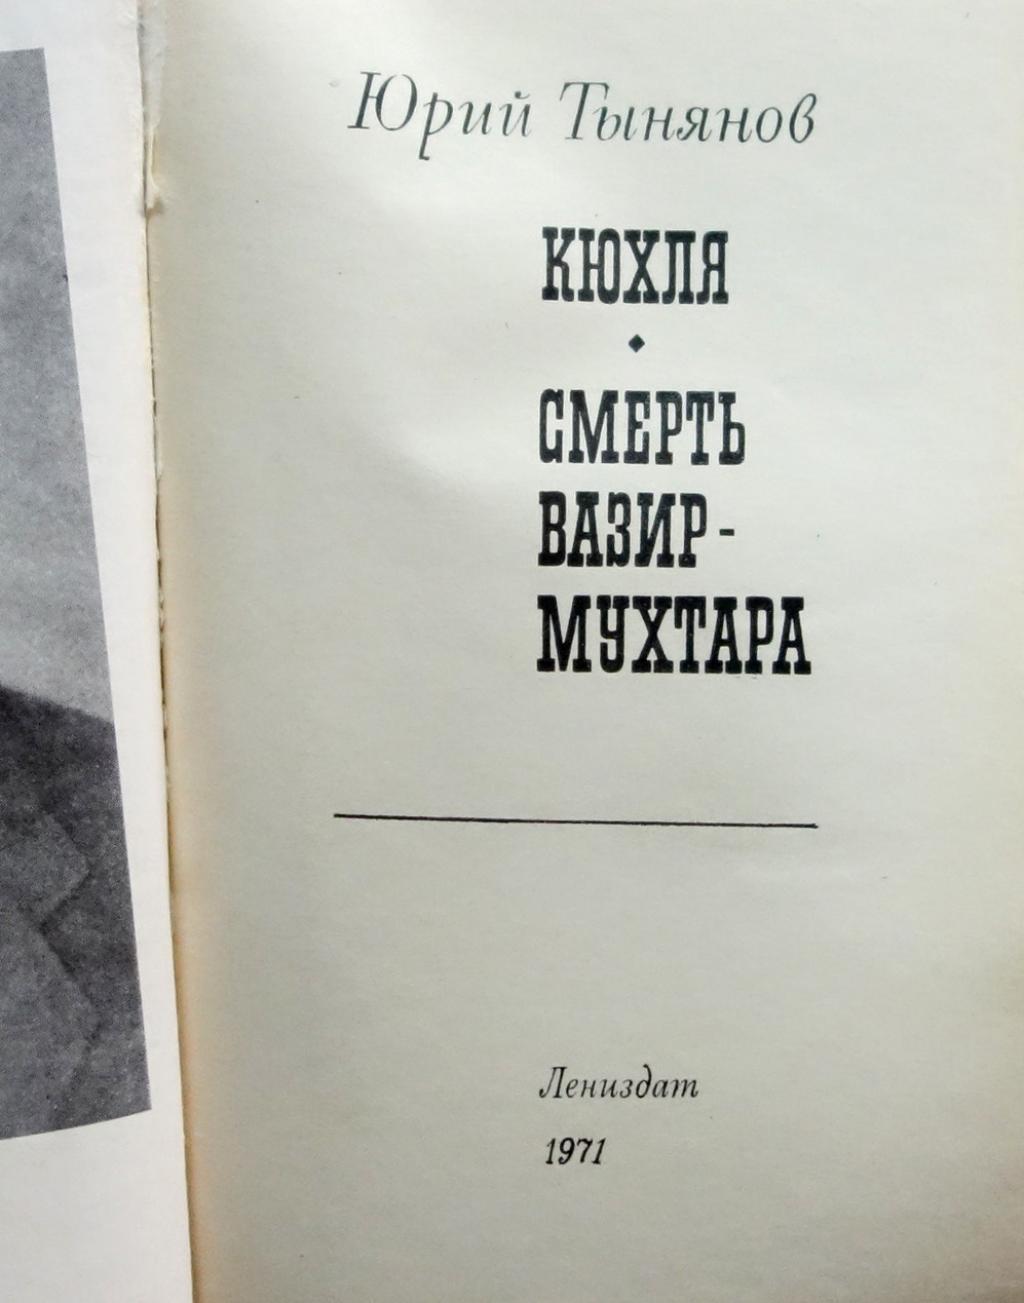 Юрий Тынянов
КЮХЛЯ
СМЕРТЬ
ВАЗИР-
МУХТАРА
Лениздат
1971